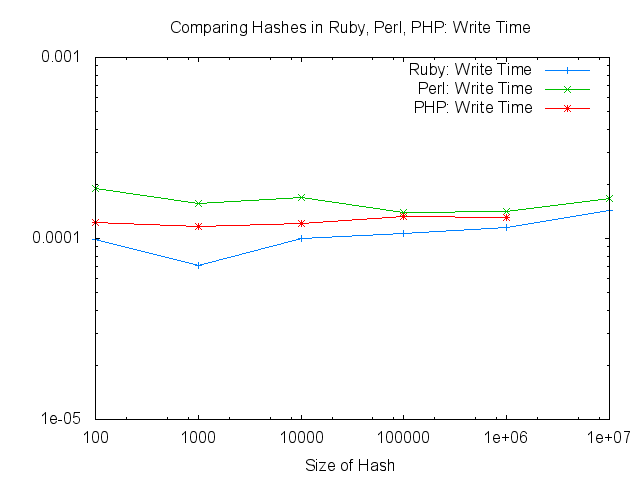 Comparing Hashes in Ruby, Perl, PHP: Write Time
0.001
Ruby: Write Time
Perl: Write Time
PHP: Write Time
0.0001
1e-05
100 1000 10000 100000 1e+06 1e+07
Size of Hash